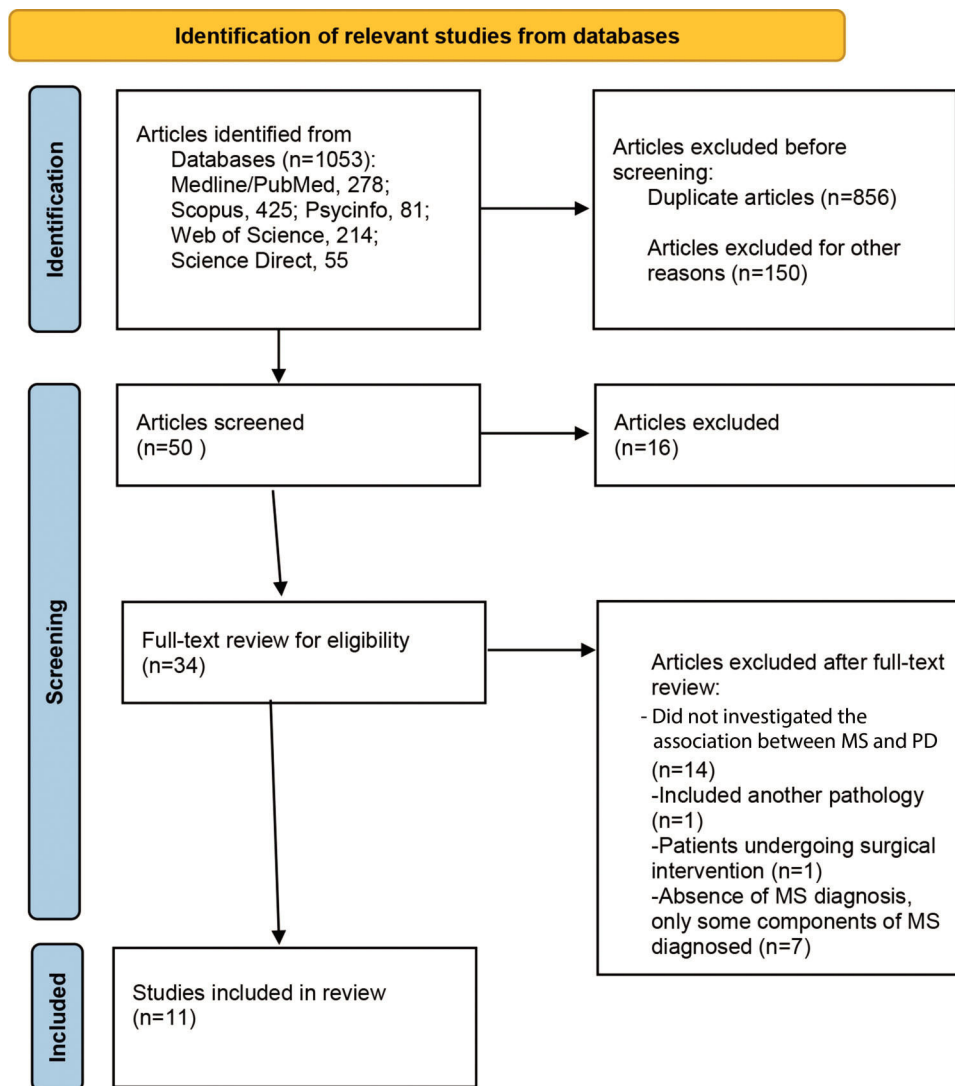 Identification of relevant studies from databases
Identification
Articles identified from
Databases (n=1053):
Medline/PubMed, 278;
Scopus, 425; Psycinfo, 81;
Web of Science, 214;
Science Direct, 55
Articles excluded before
screening:
Duplicate articles (n=856)
Articles excluded for other
reasons (n=150)
Screening
Articles screened
(n=50 )
Articles excluded
(n=16)
Full-text review for eligibility
(n=34)
Articles excluded after full-text
review:
- Did not investigated the
association between MS and PD
(n=14)
-Included another pathology
(n=1)
-Patients undergoing surgical
intervention (n=1)
-Absence of MS diagnosis,
only some components of MS
diagnosed (n=7)
Included
Studies included in review
(n=11)